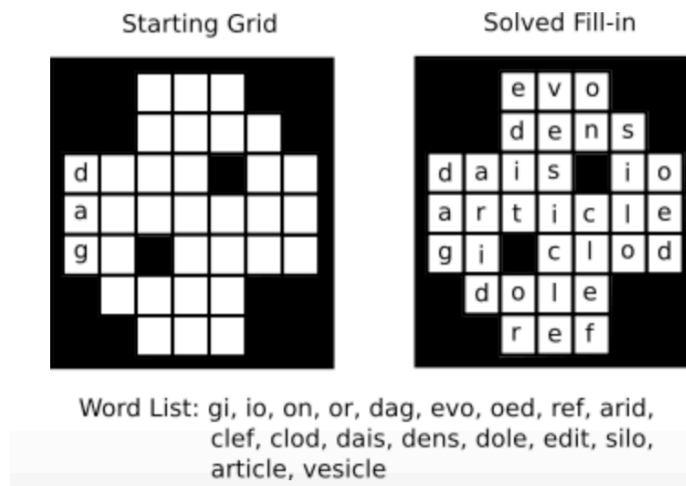 Starting Grid
Solved Fill-in
d
a
g
e v o
d e n s
d a i s i o
a r t i c l e
g i c l o d
d o l e
r e f
Word List: gi, io, on, or, dag, evo, oed, ref, arid,
clef, clod, dais, dens, dole, edit, silo,
article, vesicle